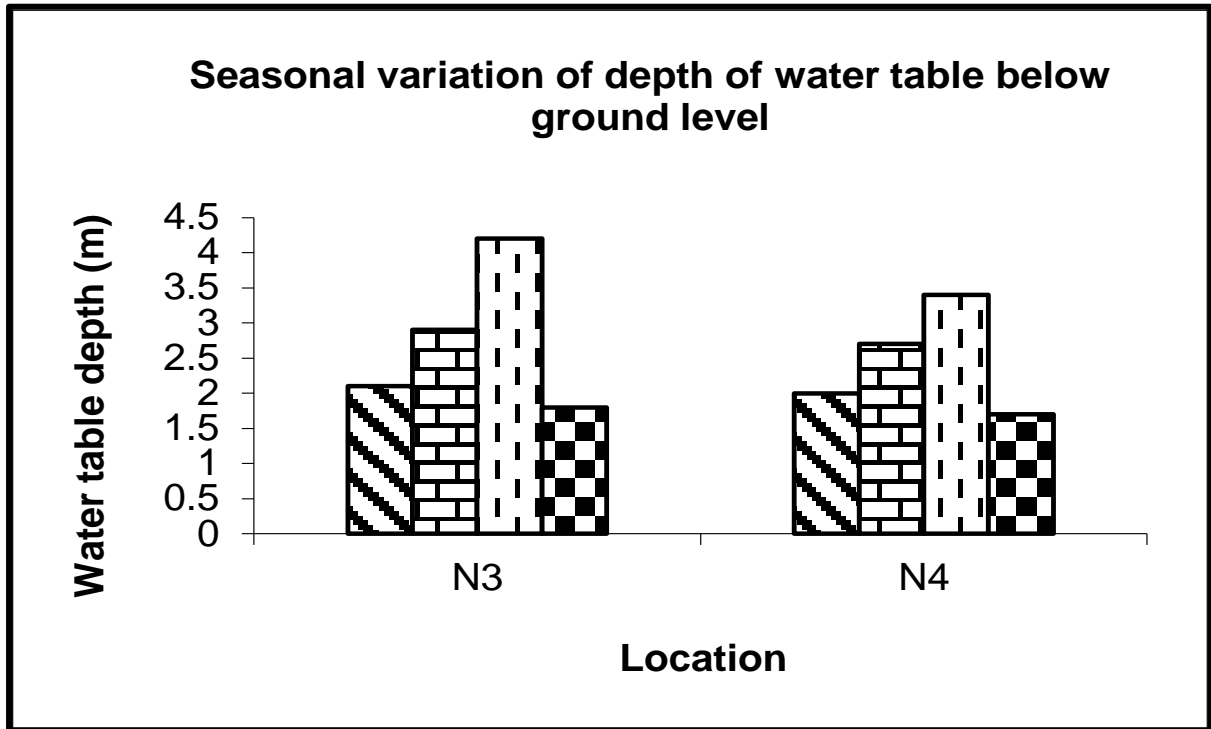 Seasonal variation of depth of water table below
ground level
Water table depth (m)
4.5
4
3.5
3
2.5
2
1.5
1
0.5
0
N3
N4
Location